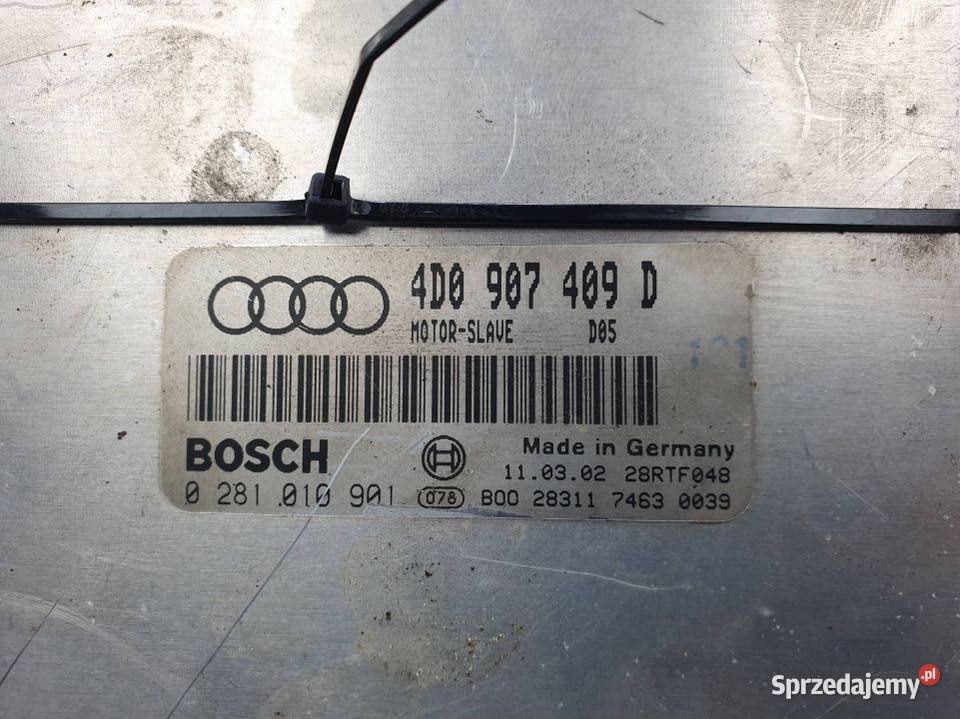 4D0 907 409 D
MOTOR-SLAVE D05
BOSCH
Made in Germany
11.03.02 28RTF048
0 281 010 901 078 B00 28311 7463 0039
Sprzedajemy.pl